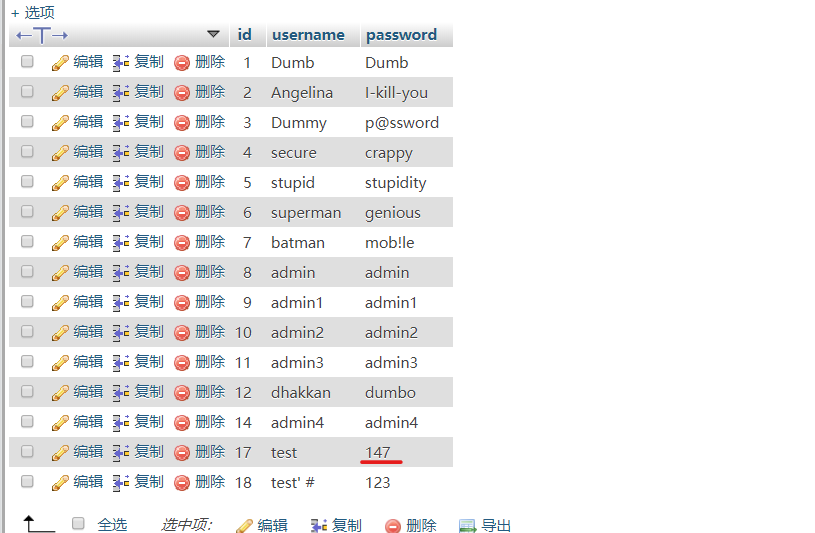 + 选项
←T→ ▼ id username password
编辑 复制 删除 1 Dumb Dumb
编辑 复制 删除 2 Angelina I-kill-you
编辑 复制 删除 3 Dummy p@ssword
编辑 复制 删除 4 secure crappy
编辑 复制 删除 5 stupid stupidity
编辑 复制 删除 6 superman genious
编辑 复制 删除 7 batman mob!le
编辑 复制 删除 8 admin admin
编辑 复制 删除 9 admin1 admin1
编辑 复制 删除 10 admin2 admin2
编辑 复制 删除 11 admin3 admin3
编辑 复制 删除 12 dhakkan dumbo
编辑 复制 删除 14 admin4 admin4
编辑 复制 删除 17 test 147
编辑 复制 删除 18 test' # 123
全选 选中项: 编辑 复制 删除 导出